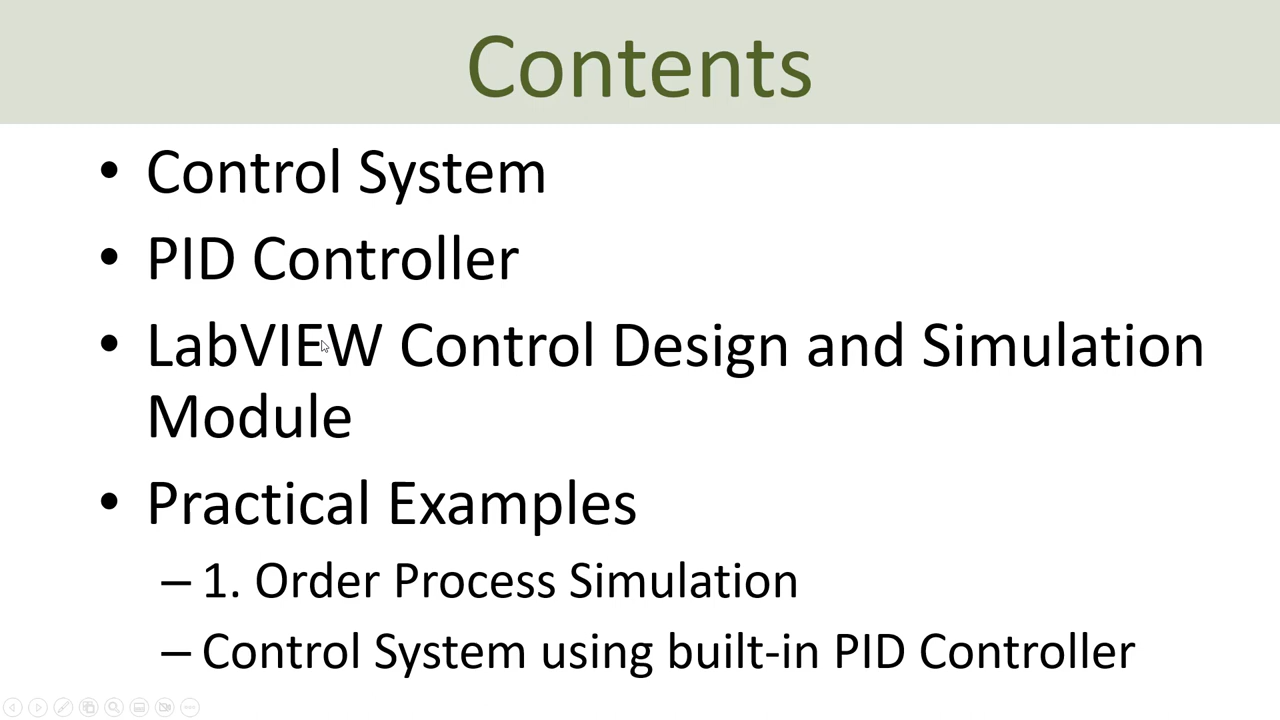 Contents
• Control System
• PID Controller
• LabVIEW Control Design and Simulation
Module
• Practical Examples
– 1. Order Process Simulation
– Control System using built-in PID Controller